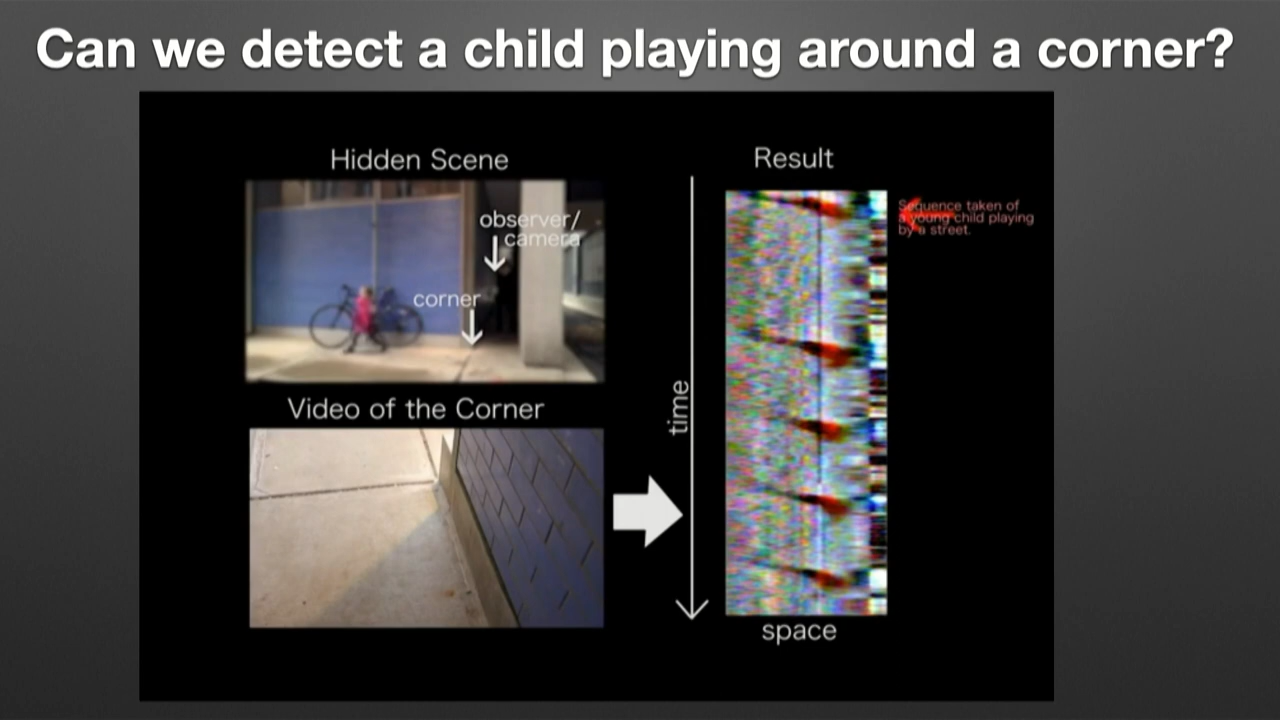 Can we detect a child playing around a corner?
Hidden Scene
observer/
camera
corner
Video of the Corner
Result
time
space
Sequence taken of
a young child playing
by a street.